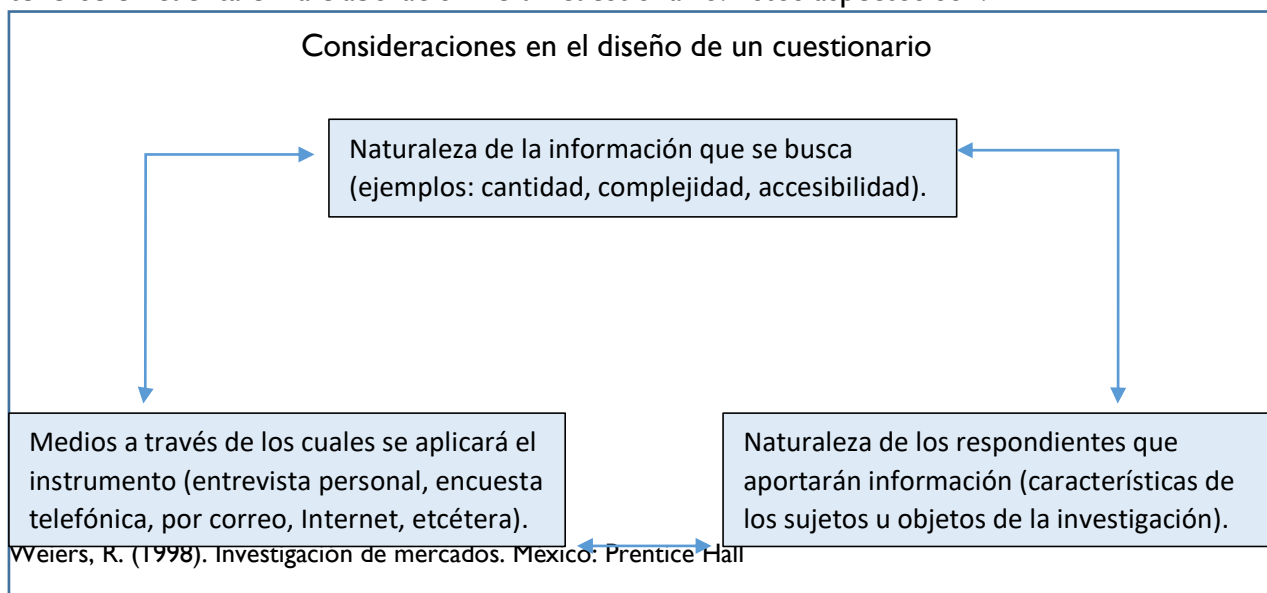 Consideraciones en el diseño de un cuestionario
Naturaleza de la información que se busca
(ejemplos: cantidad, complejidad, accesibilidad).
Medios a través de los cuales se aplicará el
instrumento (entrevista personal, encuesta
telefónica, por correo, Internet, etcétera).
Naturaleza de los respondientes que
aportarán información (características de
los sujetos u objetos de la investigación).
Weiers, R. (1998). Investigación de mercados. México: Prentice Hall